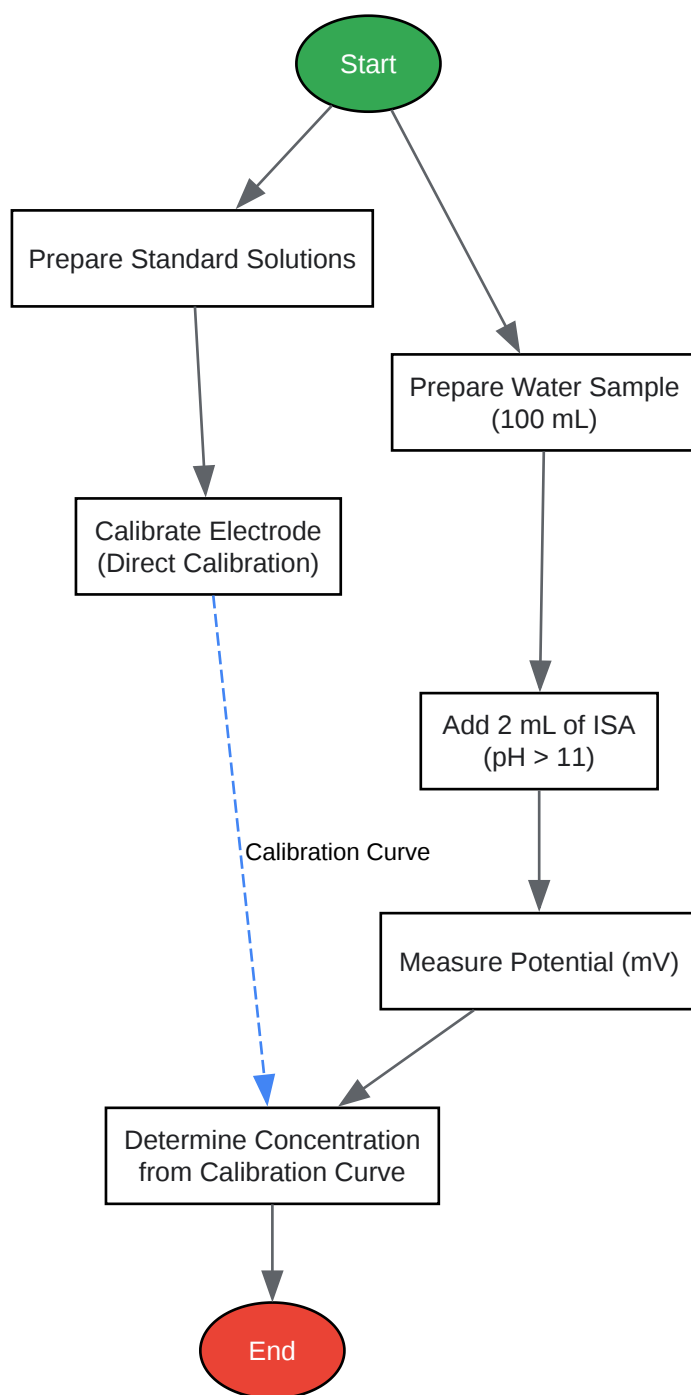 Start
Prepare Standard Solutions
Prepare Water Sample
(100 mL)
Calibrate Electrode
(Direct Calibration)
Add 2 mL of ISA
(pH > 11)
Calibration Curve
Measure Potential (mV)
Determine Concentration
from Calibration Curve
End